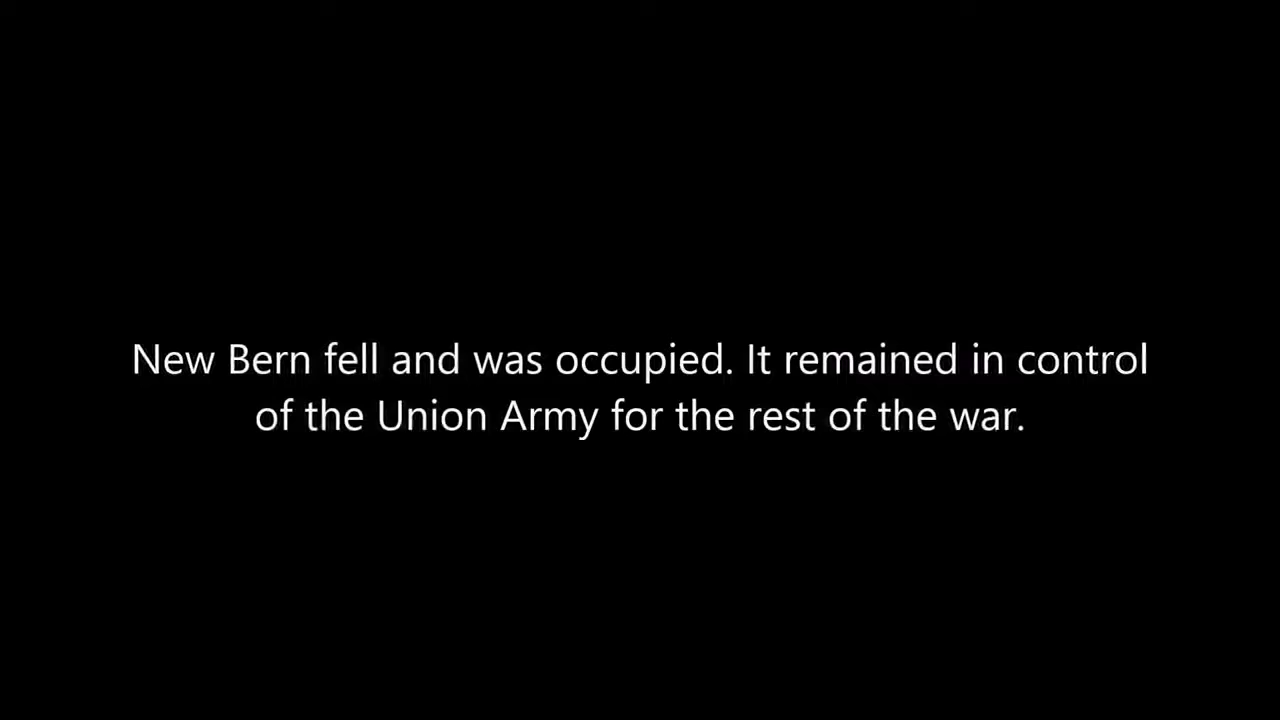 New Bern fell and was occupied. It remained in control
of the Union Army for the rest of the war.